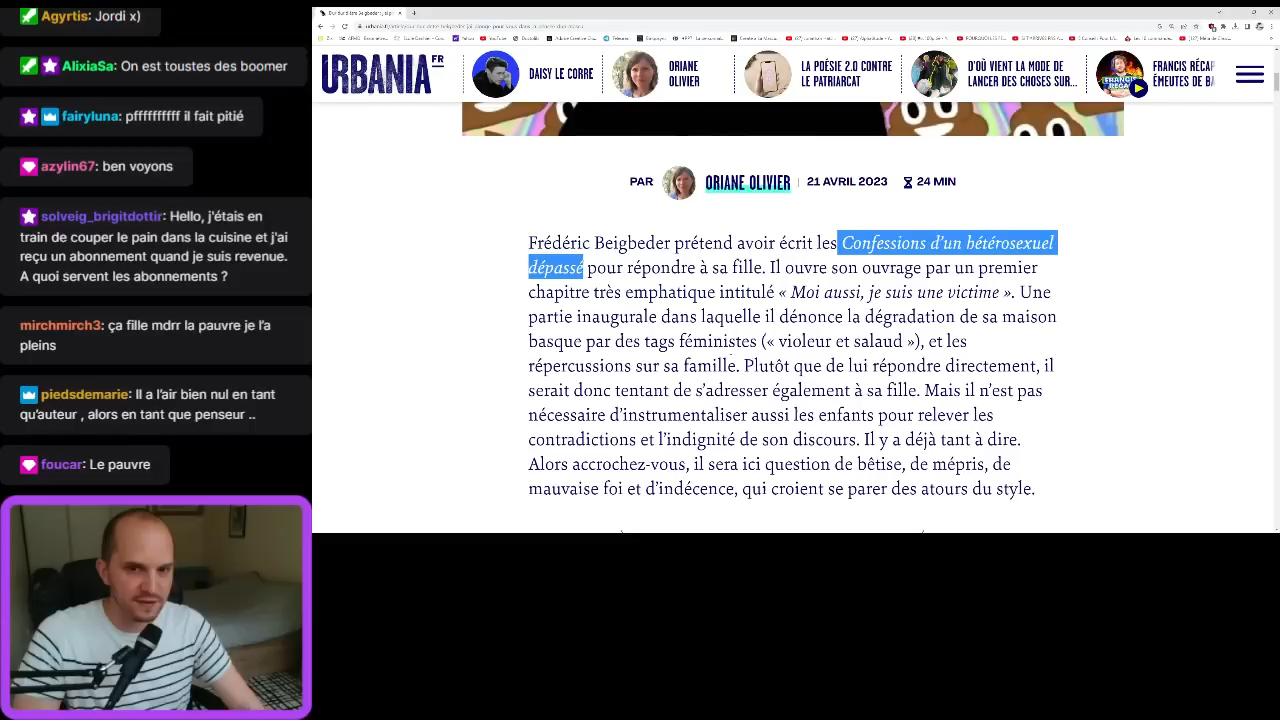 Agyrtis: Jordi x)
AlixiaSa: On est toustes des boomer
fairyluna: pffffffffff il fait pitié
azylin67: ben voyons
solveig_brigitdottir: Hello, j'étais en
train de couper le pain dans la cuisine et j'ai
reçu un abonnement quand je suis revenue.
A quoi servent les abonnements ?
mirchmirch3: ça fille mdrr la pauvre je l'a
pleins
piedsdemarie: Il a l'air bien nul en tant
qu'auteur , alors en tant que penseur ..
foucar: Le pauvre
URBANIA FR
DAISY LE CORRE
ORIANE
OLIVIER
LA POÉSIE 2.0 CONTRE
LE PATRIARCAT
D'OÙ VIENT LA MODE DE
LANCER DES CHOSES SUR...
FRANCIS RÉCAP
ÉMEUTES DE BA
PAR ORIANE OLIVIER 21 AVRIL 2023 24 MIN
Frédéric Beigbeder prétend avoir écrit les Confessions d'un hétérosexuel
dépassé pour répondre à sa fille. Il ouvre son ouvrage par un premier
chapitre très emphatique intitulé « Moi aussi, je suis une victime ». Une
partie inaugurale dans laquelle il dénonce la dégradation de sa maison
basque par des tags féministes (« violeur et salaud »), et les
répercussions sur sa famille. Plutôt que de lui répondre directement, il
serait donc tentant de s'adresser également à sa fille. Mais il n'est pas
nécessaire d'instrumentaliser aussi les enfants pour relever les
contradictions et l'indignité de son discours. Il y a déjà tant à dire.
Alors accrochez-vous, il sera ici question de bêtise, de mépris, de
mauvaise foi et d'indécence, qui croient se parer des atours du style.